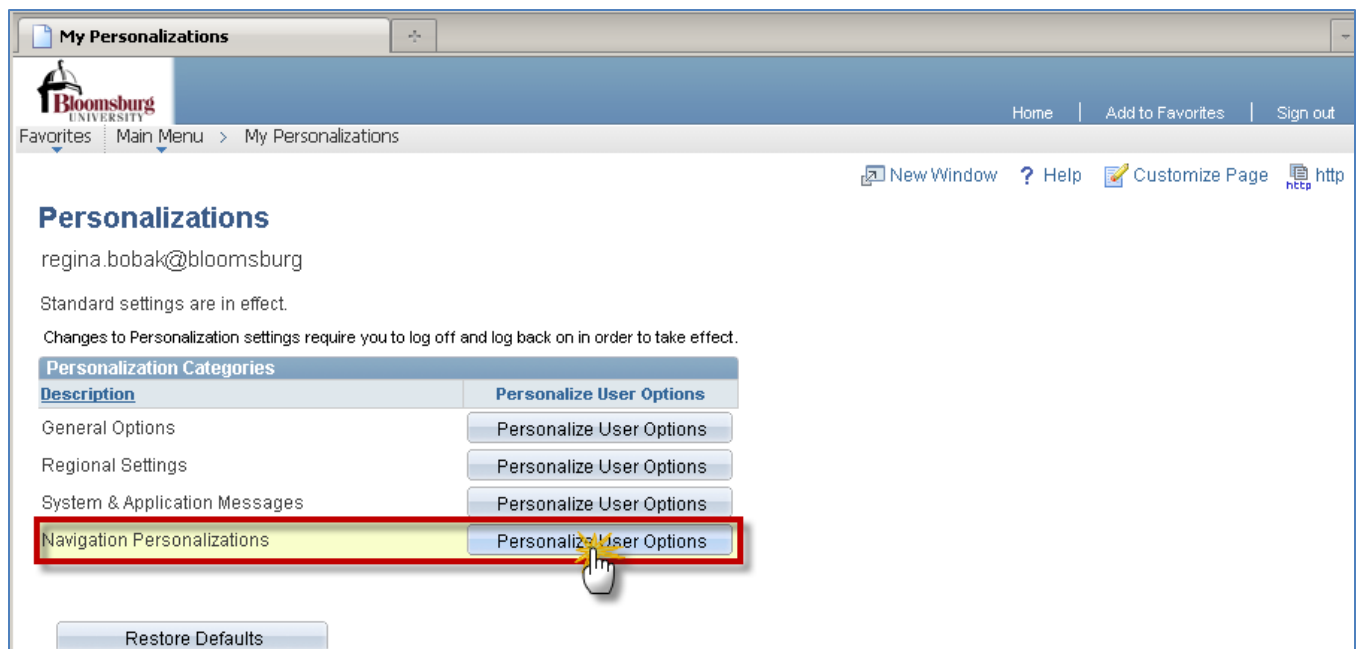 My Personalizations
Bloomsburg
UNIVERSITY
Home | Add to Favorites | Sign out
Favorites Main Menu > My Personalizations
New Window ? Help Customize Page http http
Personalizations
regina.bobak@bloomsburg
Standard settings are in effect.
Changes to Personalization settings require you to log off and log back on in order to take effect.
Personalization Categories
Description Personalize User Options
General Options Personalize User Options
Regional Settings Personalize User Options
System & Application Messages Personalize User Options
Navigation Personalizations Personalize User Options
Restore Defaults